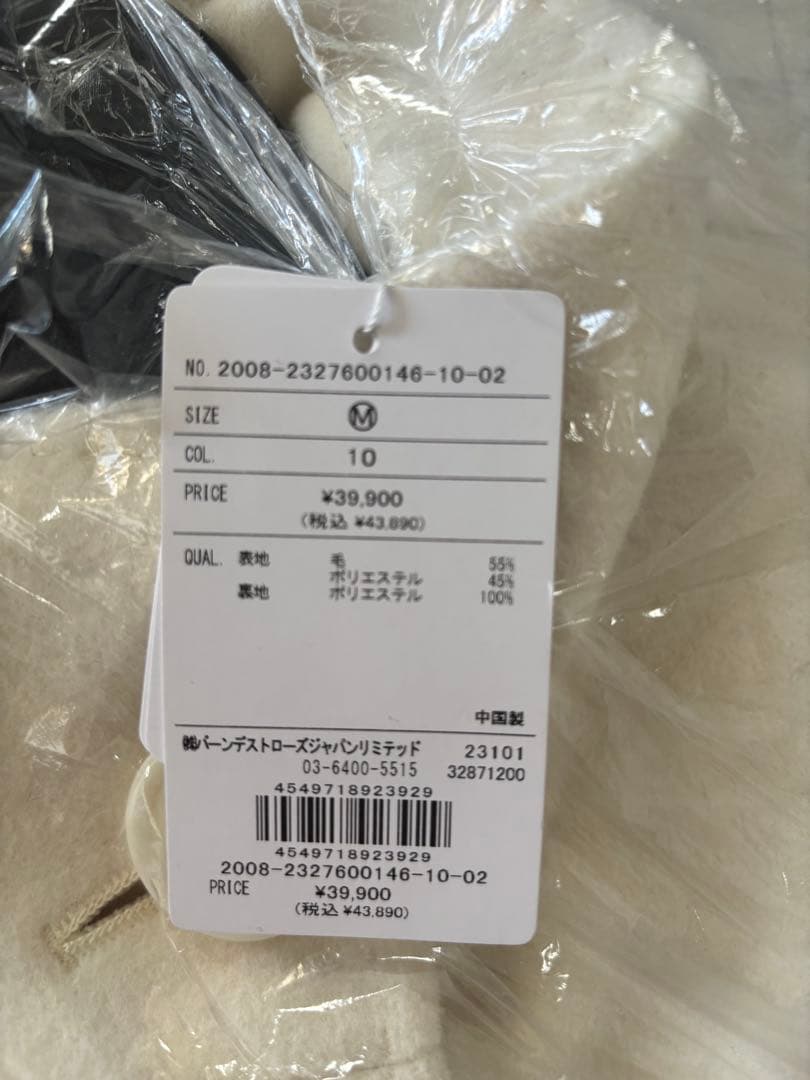 NO. 2008-2327600146-10-02
SIZE Ⓜ
COL. 10
PRICE ¥39,900
(税込 ¥43,890)
QUAL. 表地 毛 55%
ポリエステル 45%
裏地 ポリエステル 100%
中国製
㈱バーンデストローズジャパンリミテッド 23101
03-6400-5515 32871200
4549718923929
4549718923929
2008-2327600146-10-02
PRICE ¥39,900
(税込 ¥43,890)